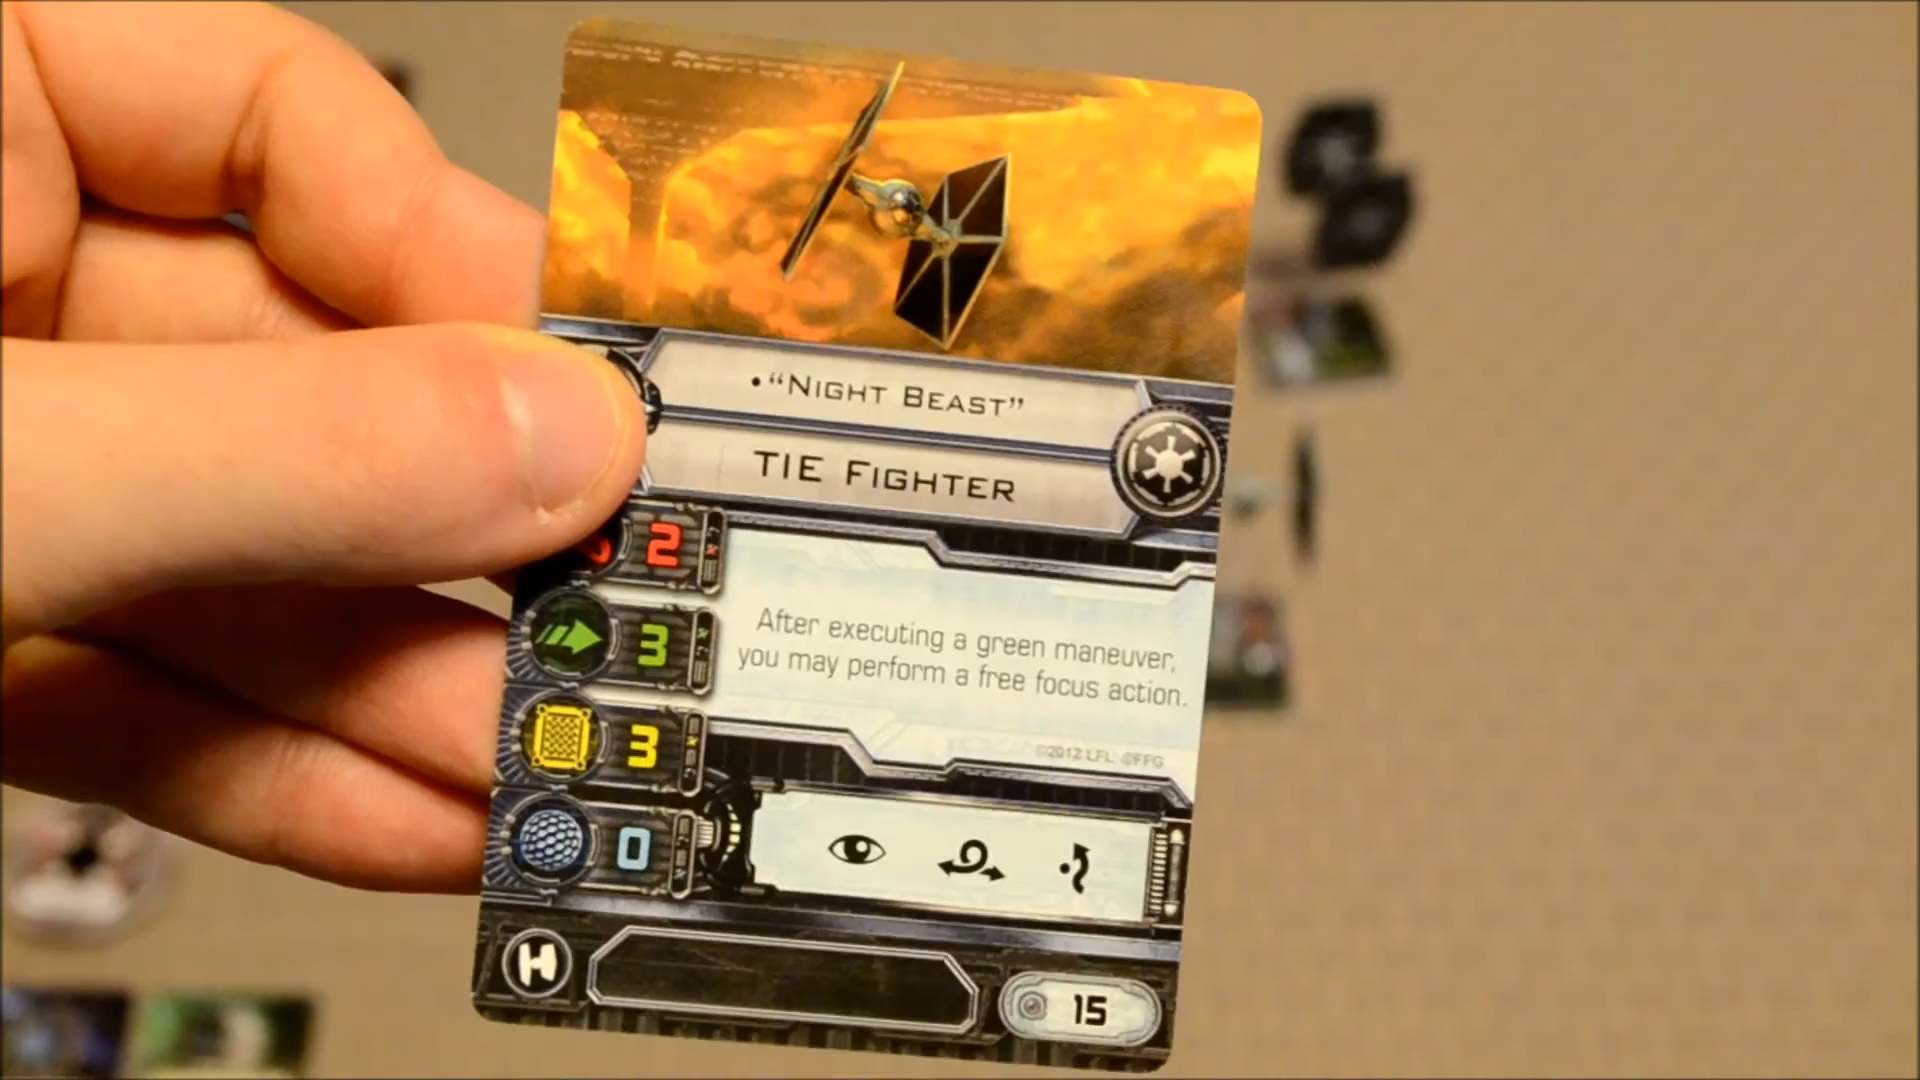 •“Night Beast”
TIE Fighter
2
3
After executing a green maneuver,
you may perform a free focus action.
3
©2012 LFL ©FFG
0
15